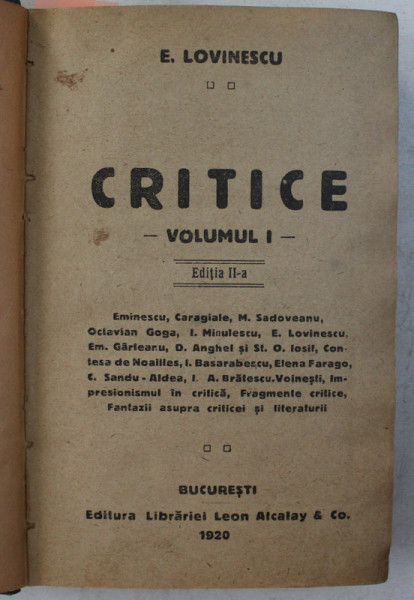 E. LOVINESCU
CRITICE
— VOLUMUL I —
Ediția II-a
Eminescu, Caragiale, M. Sadoveanu,
Octavian Goga, I. Minulescu, E. Lovinescu,
Em. Gârleanu, D. Anghel și St. O. Iosif, Con-
tesa de Noailles, I. Basarabescu, Elena Farago,
C. Sandu-Aldea, I. A. Brătescu.Voinești, Im-
presionismul în critică, Fragmente critice,
Fantazii asupra criticei și literaturii
BUCUREȘTI
Editura Librăriei Leon Alcalay & Co.
1920